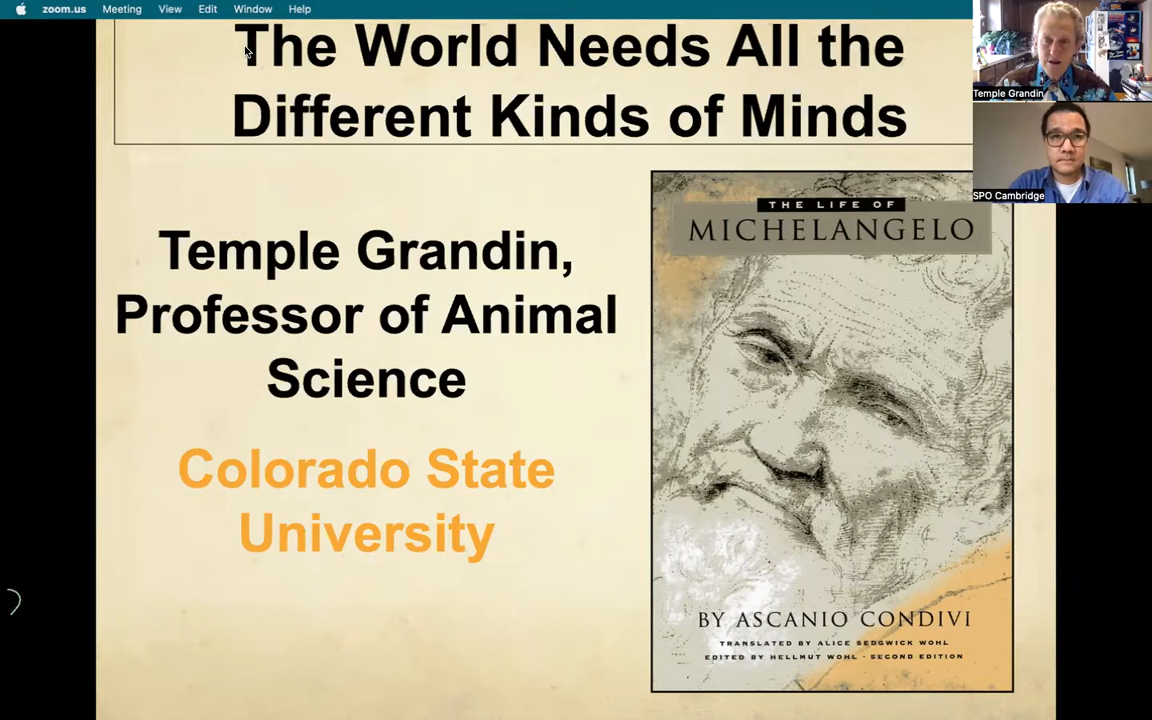 zoom.us Meeting View Edit Window Help
The World Needs All the
Different Kinds of Minds
Temple Grandin,
Professor of Animal
Science
Colorado State
University
THE LIFE OF
MICHELANGELO
BY ASCANIO CONDIVI
TRANSLATED BY ALICE SEDGWICK WOHL
EDITED BY HELLMUT WOHL - SECOND EDITION
Temple Grandin
SPO Cambridge